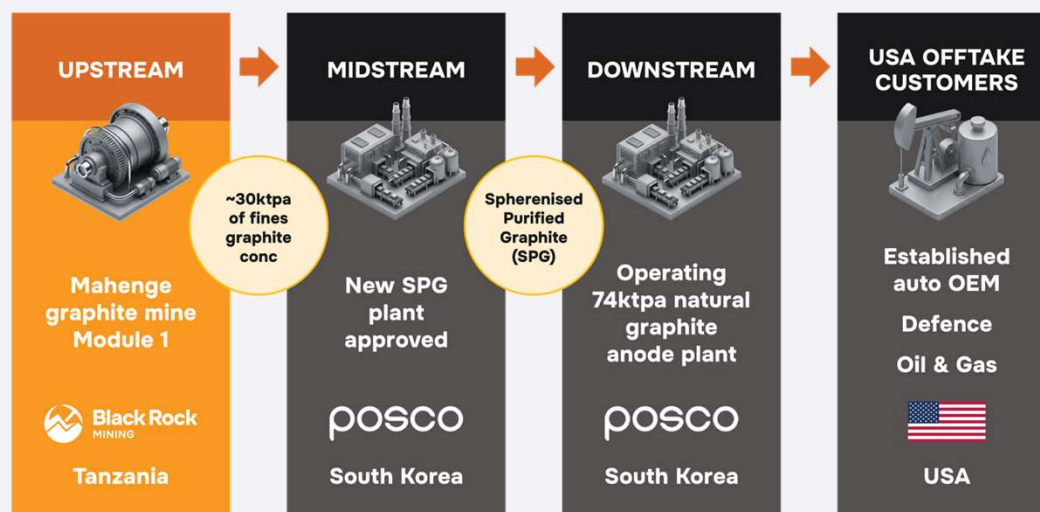 UPSTREAM
Mahenge
graphite mine
Module 1
Black Rock
MINING
Tanzania
~30ktpa
of fines
graphite
conc
MIDSTREAM
New SPG
plant
approved
posco
South Korea
Spherenised
Purified
Graphite
(SPG)
DOWNSTREAM
Operating
74ktpa natural
graphite
anode plant
posco
South Korea
USA OFFTAKE
CUSTOMERS
Established
auto OEM
Defence
Oil & Gas
USA